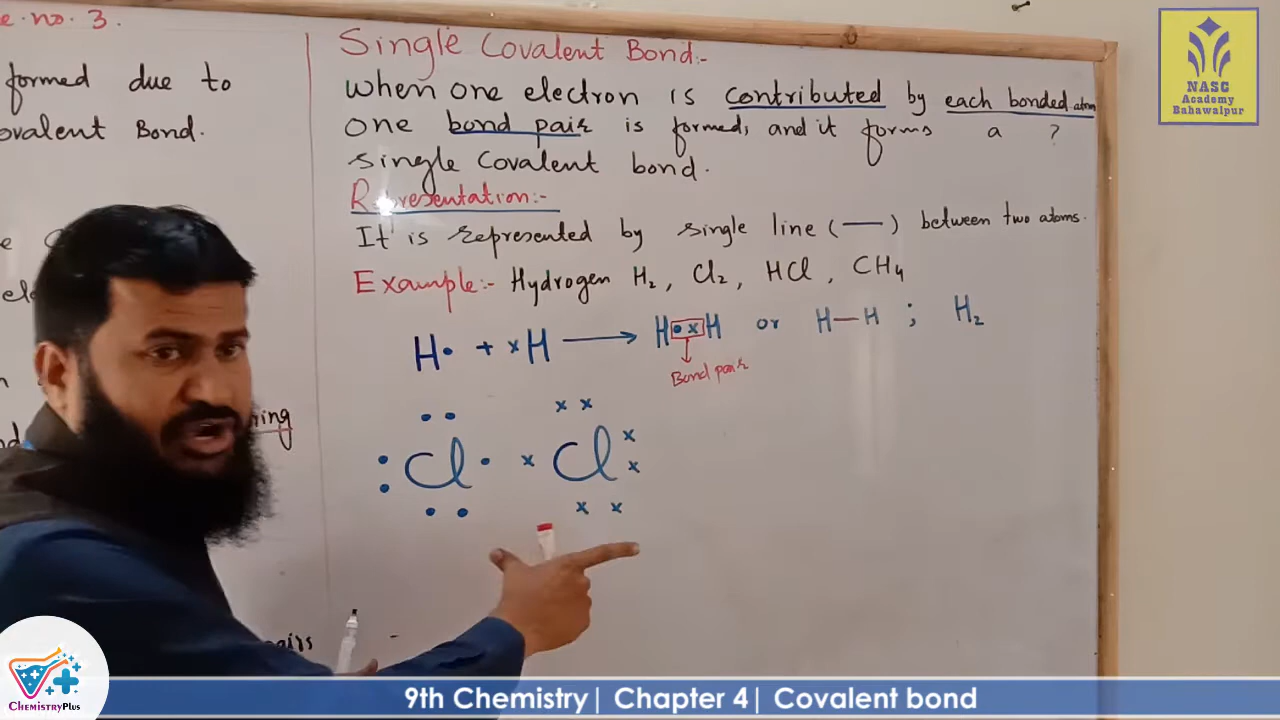 e. no. 3.
formed due to
ovalent Bond.
ring
airs
Single Covalent Bond:-
when one electron is contributed by each bonded atom
one bond pair is formed, and it forms a ?
single covalent bond.
Representation:-
It is represented by single line (—) between two atoms.
Example:- Hydrogen H₂, Cl₂, HCl, CH₄
H• + ×H ⟶ H•×H or H—H ; H₂
Bond pair
Cl • × Cl
NASC
Academy
Bahawalpur
ChemistryPlus
9th Chemistry| Chapter 4| Covalent bond